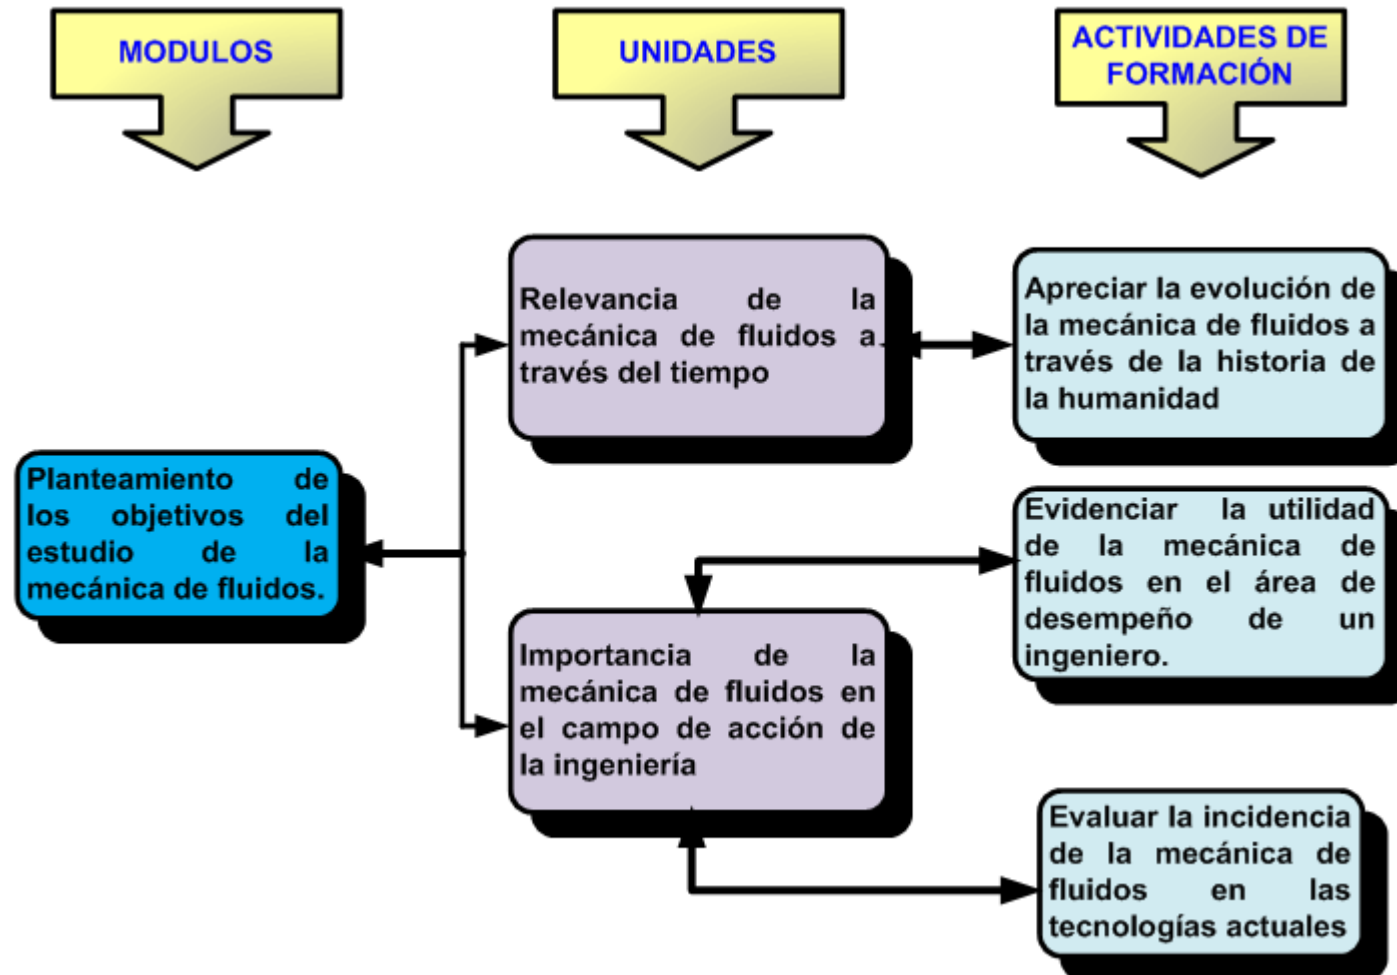 MODULOS
UNIDADES
ACTIVIDADES DE
FORMACIÓN
Planteamiento de
los objetivos del
estudio de la
mecánica de fluidos.
Relevancia de la
mecánica de fluidos a
través del tiempo
Importancia de la
mecánica de fluidos en
el campo de acción de
la ingeniería
Apreciar la evolución de
la mecánica de fluidos a
través de la historia de
la humanidad
Evidenciar la utilidad
de la mecánica de
fluidos en el área de
desempeño de un
ingeniero.
Evaluar la incidencia
de la mecánica de
fluidos en las
tecnologías actuales